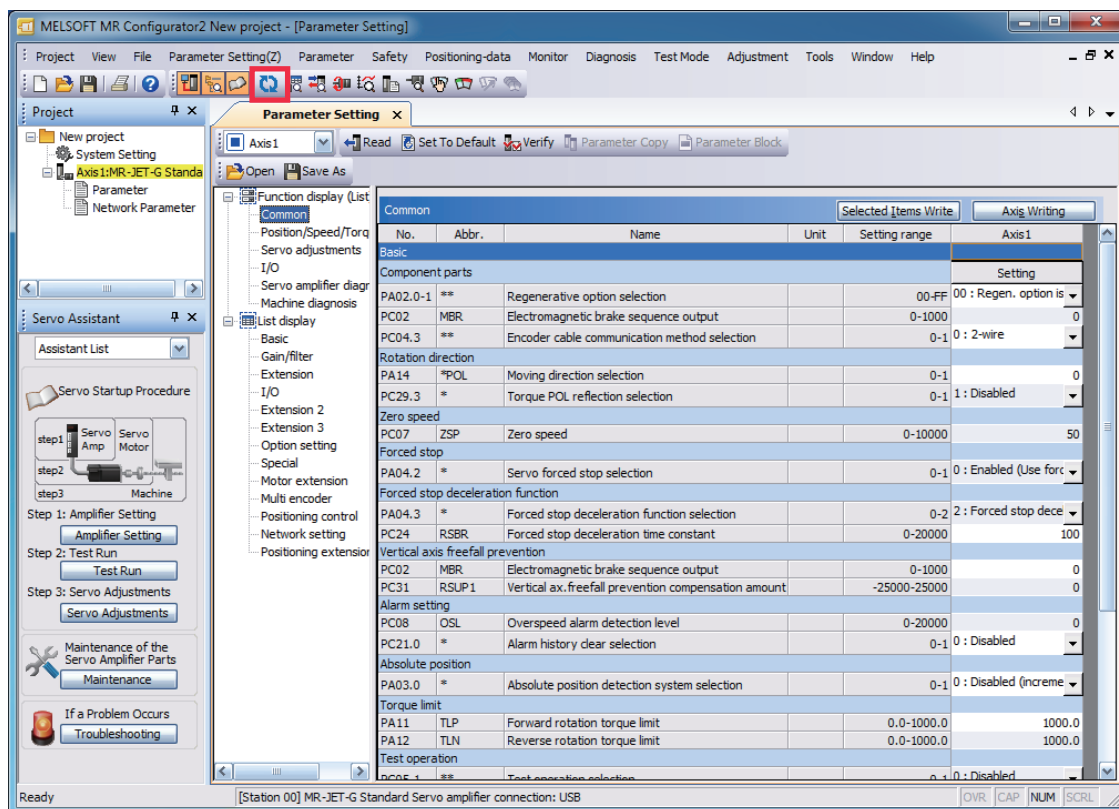 MELSOFT MR Configurator2 New project - [Parameter Setting]
Project View File Parameter Setting(Z) Parameter Safety Positioning-data Monitor Diagnosis Test Mode Adjustment Tools Window Help
Project
New project
System Setting
Axis1:MR-JET-G Standa
Parameter
Network Parameter
Servo Assistant
Assistant List
Servo Startup Procedure
step1 Servo Amp Servo Motor
step2
step3 Machine
Step 1: Amplifier Setting
Amplifier Setting
Step 2: Test Run
Test Run
Step 3: Servo Adjustments
Servo Adjustments
Maintenance of the
Servo Amplifier Parts
Maintenance
If a Problem Occurs
Troubleshooting
Parameter Setting
Axis1 Read Set To Default Verify Parameter Copy Parameter Block
Open Save As
Function display (List
Common
Position/Speed/Torq
Servo adjustments
I/O
Servo amplifier diagr
Machine diagnosis
List display
Basic
Gain/filter
Extension
I/O
Extension 2
Extension 3
Option setting
Special
Motor extension
Multi encoder
Positioning control
Network setting
Positioning extension
Common Selected Items Write Axis Writing
No. Abbr. Name Unit Setting range Axis1
Basic
Component parts Setting
PA02.0-1 ** Regenerative option selection 00-FF 00 : Regen. option is
PC02 MBR Electromagnetic brake sequence output 0-1000 0
PC04.3 ** Encoder cable communication method selection 0-1 0 : 2-wire
Rotation direction
PA14 *POL Moving direction selection 0-1 0
PC29.3 * Torque POL reflection selection 0-1 1 : Disabled
Zero speed
PC07 ZSP Zero speed 0-10000 50
Forced stop
PA04.2 * Servo forced stop selection 0-1 0 : Enabled (Use forc
Forced stop deceleration function
PA04.3 * Forced stop deceleration function selection 0-2 2 : Forced stop dece
PC24 RSBR Forced stop deceleration time constant 0-20000 100
Vertical axis freefall prevention
PC02 MBR Electromagnetic brake sequence output 0-1000 0
PC31 RSUP1 Vertical ax.freefall prevention compensation amount -25000-25000 0
Alarm setting
PC08 OSL Overspeed alarm detection level 0-20000 0
PC21.0 * Alarm history clear selection 0-1 0 : Disabled
Absolute position
PA03.0 * Absolute position detection system selection 0-1 0 : Disabled (increme
Torque limit
PA11 TLP Forward rotation torque limit 0.0-1000.0 1000.0
PA12 TLN Reverse rotation torque limit 0.0-1000.0 1000.0
Test operation
PC05.1 ** Test operation selection 0-1 0 : Disabled
Ready [Station 00] MR-JET-G Standard Servo amplifier connection: USB OVR CAP NUM SCRL